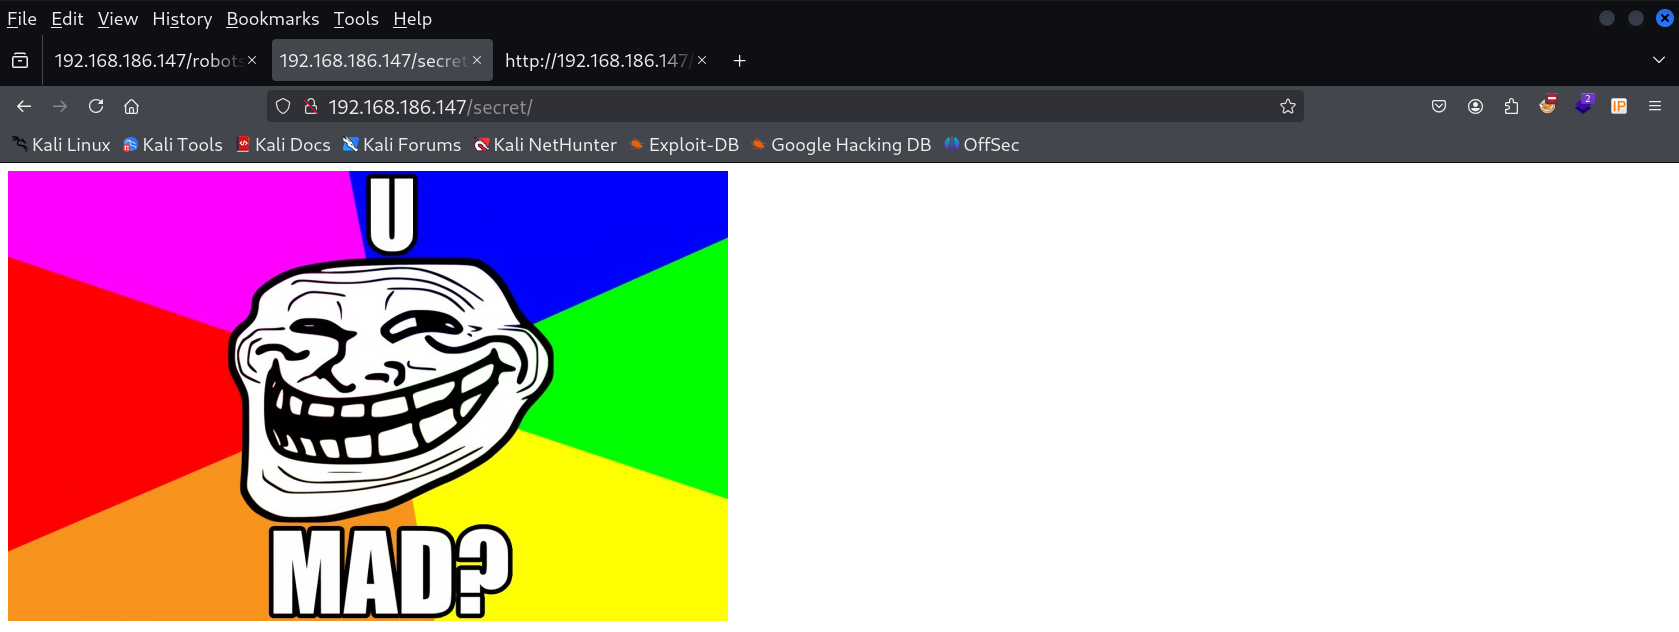 File Edit View History Bookmarks Tools Help
192.168.186.147/robots 192.168.186.147/secret http://192.168.186.147/
192.168.186.147/secret/
2
IP
Kali Linux Kali Tools Kali Docs Kali Forums Kali NetHunter Exploit-DB Google Hacking DB OffSec
U
MAD?